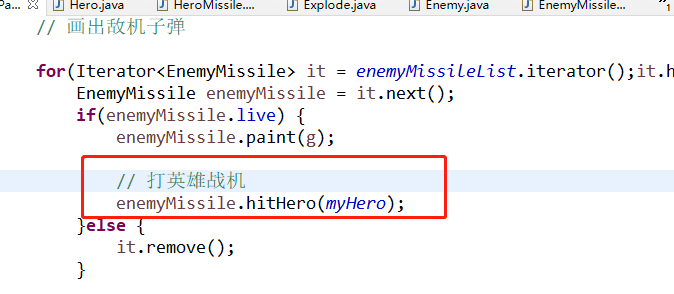 Pa... Hero.java HeroMissile.... Explode.java Enemy.java EnemyMissile... 1
// 画出敌机子弹
for(Iterator<EnemyMissile> it = enemyMissileList.iterator();it.h
EnemyMissile enemyMissile = it.next();
if(enemyMissile.live) {
enemyMissile.paint(g);
// 打英雄战机
enemyMissile.hitHero(myHero);
}else {
it.remove();
}